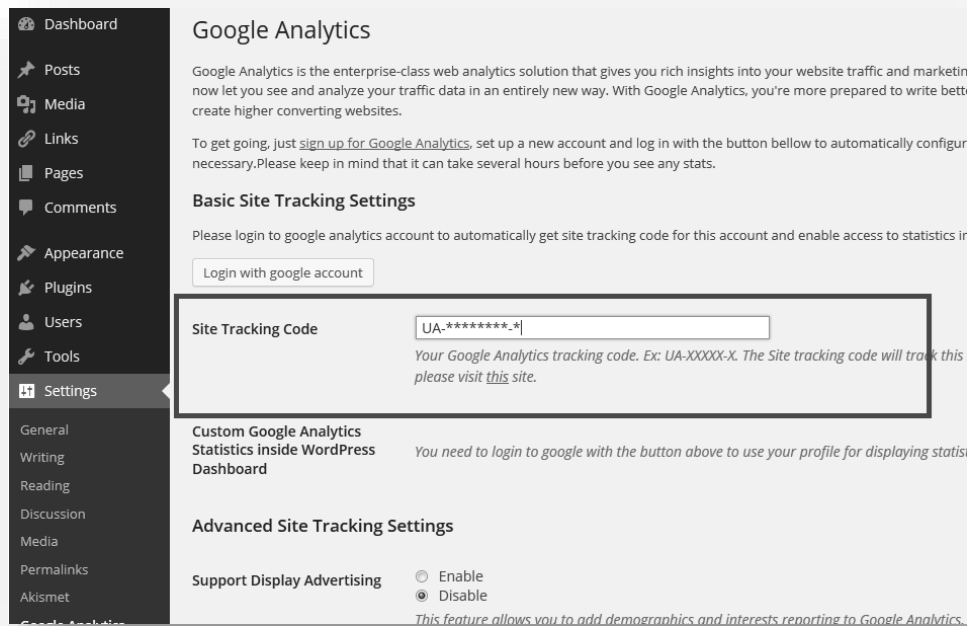 Dashboard
Posts
Media
Links
Pages
Comments
Appearance
Plugins
Users
Tools
Settings
General
Writing
Reading
Discussion
Media
Permalinks
Akismet
Google Analytics
Google Analytics
Google Analytics is the enterprise-class web analytics solution that gives you rich insights into your website traffic and marketin
now let you see and analyze your traffic data in an entirely new way. With Google Analytics, you're more prepared to write bett
create higher converting websites.
To get going, just sign up for Google Analytics, set up a new account and log in with the button bellow to automatically configur
necessary.Please keep in mind that it can take several hours before you see any stats.
Basic Site Tracking Settings
Please login to google analytics account to automatically get site tracking code for this account and enable access to statistics in
Login with google account
Site Tracking Code
UA-********-*
Your Google Analytics tracking code. Ex: UA-XXXXX-X. The Site tracking code will track this
please visit this site.
Custom Google Analytics
Statistics inside WordPress
Dashboard
You need to login to google with the button above to use your profile for displaying statist
Advanced Site Tracking Settings
Support Display Advertising
Enable
Disable
This feature allows you to add demographics and interests reporting to Google Analytics.